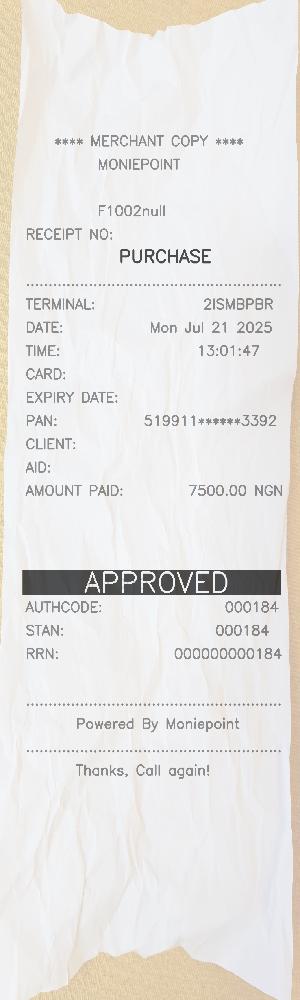 **** MERCHANT COPY ****
MONIEPOINT
F1002null
RECEIPT NO:
PURCHASE
TERMINAL: 2ISMBPBR
DATE: Mon Jul 21 2025
TIME: 13:01:47
CARD:
EXPIRY DATE:
PAN: 519911******3392
CLIENT:
AID:
AMOUNT PAID: 7500.00 NGN
APPROVED
AUTHCODE: 000184
STAN: 000184
RRN: 000000000184
Powered By Moniepoint
Thanks, Call again!